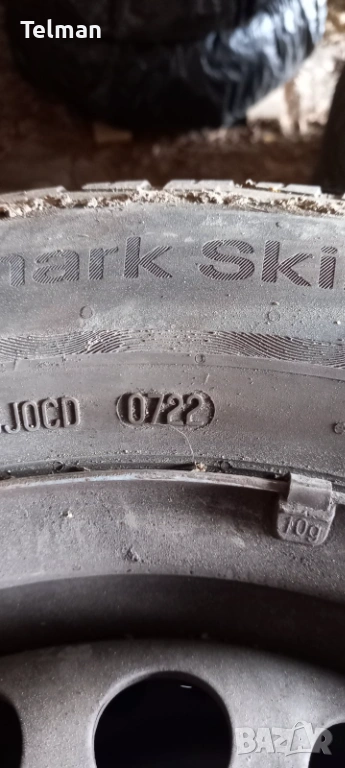 Telman
mark Ski
JOCD 0722
10g
BAZAR